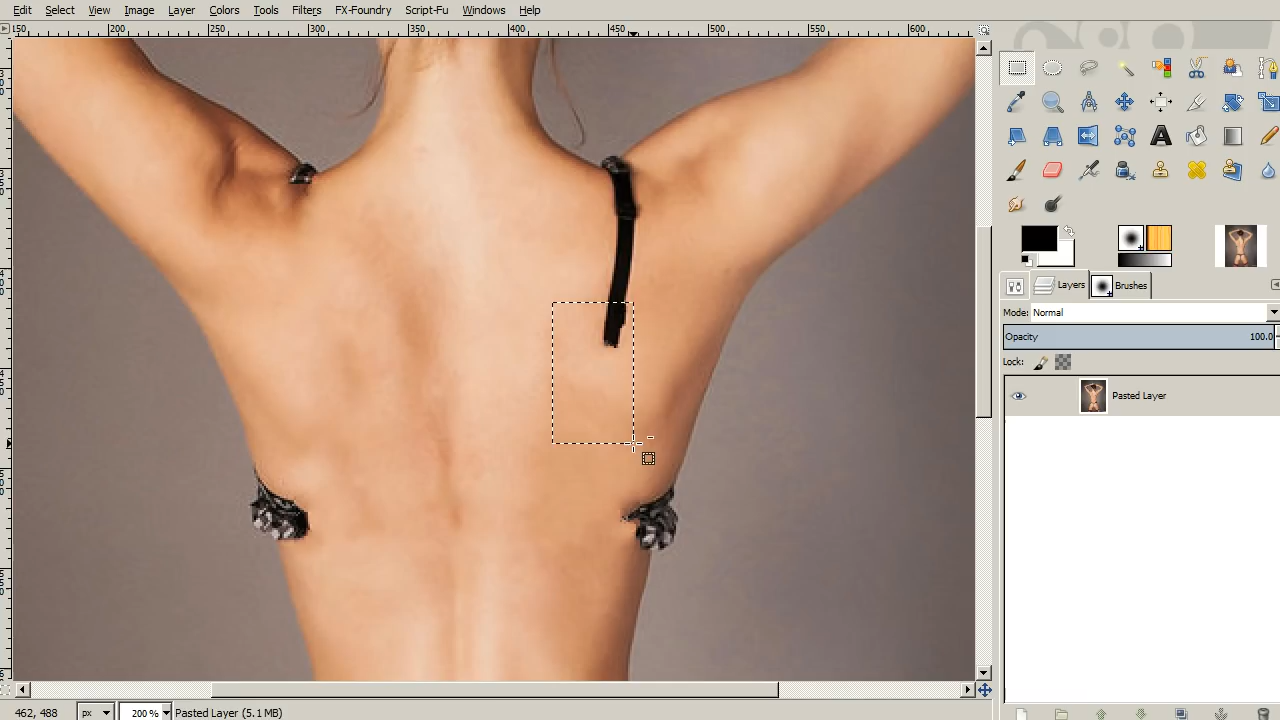 Edit Select View Image Layer Colors Tools Filters FX-Foundry Script-Fu Windows Help
150 200 250 300 350 400 450 500 550 600
Layers Brushes
Mode: Normal
Opacity 100.0
Lock:
Pasted Layer
462, 488 px 200 % Pasted Layer (5.1 MB)